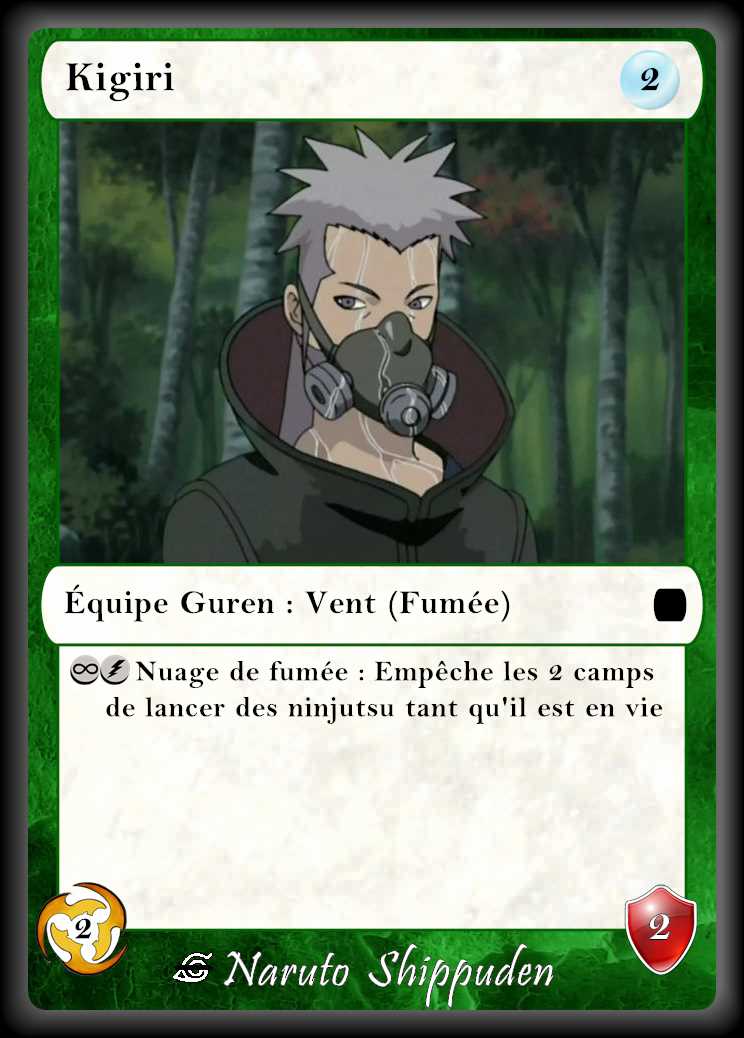 Kigiri
2
Équipe Guren : Vent (Fumée)
Nuage de fumée : Empêche les 2 camps
de lancer des ninjutsu tant qu'il est en vie
2
2
Naruto Shippuden